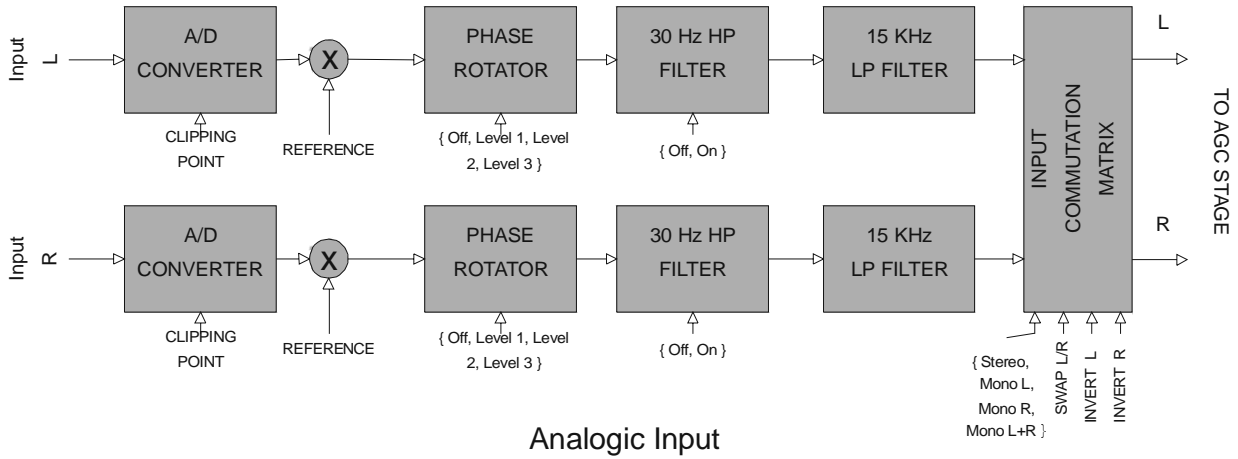 Input
L
A/D
CONVERTER
X
PHASE
ROTATOR
30 Hz HP
FILTER
15 KHz
LP FILTER
L
CLIPPING
POINT
REFERENCE
{ Off, Level 1, Level
2, Level 3 }
{ Off, On }
INPUT
COMMUTATION
MATRIX
TO AGC STAGE
Input
R
A/D
CONVERTER
X
PHASE
ROTATOR
30 Hz HP
FILTER
15 KHz
LP FILTER
R
CLIPPING
POINT
REFERENCE
{ Off, Level 1, Level
2, Level 3 }
{ Off, On }
{ Stereo,
Mono L,
Mono R,
Mono L+R }
SWAP L/R
INVERT L
INVERT R
Analogic Input